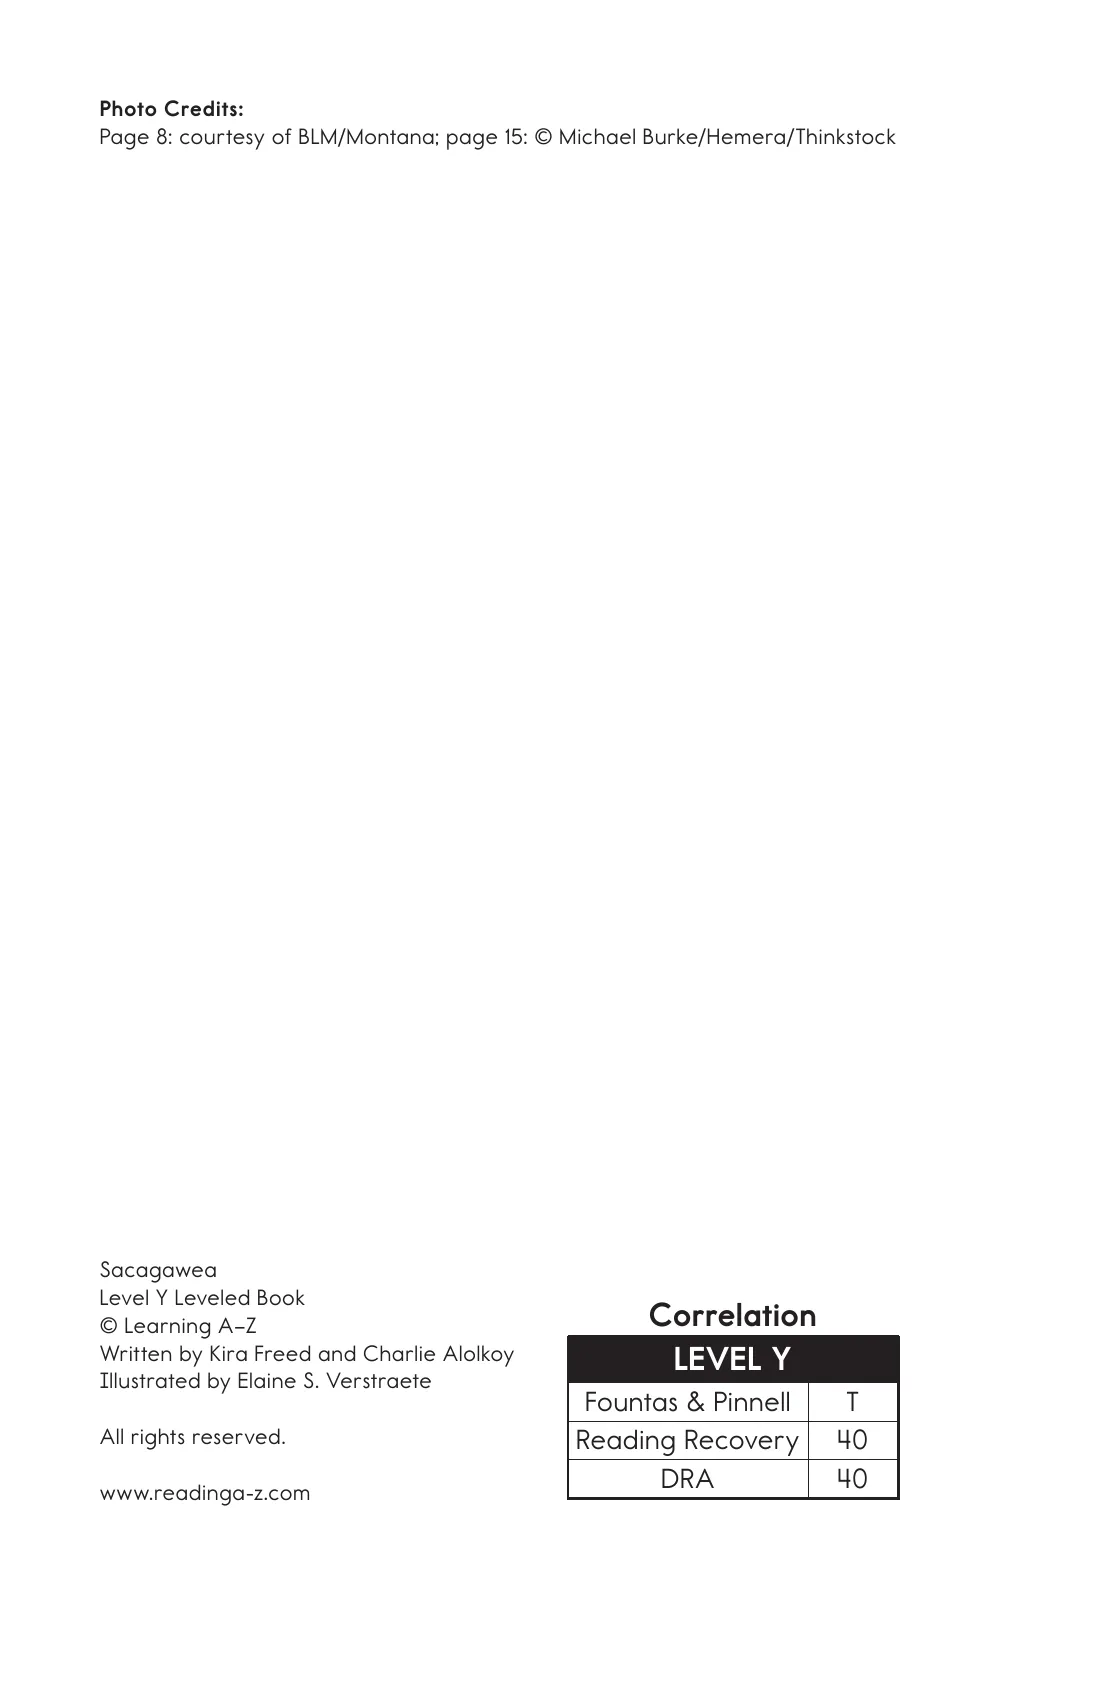 Photo Credits:
Page 8: courtesy of BLM/Montana; page 15: © Michael Burke/Hemera/Thinkstock
Sacagawea
Level Y Leveled Book
© Learning A–Z
Written by Kira Freed and Charlie Alolkoy
Illustrated by Elaine S. Verstraete
All rights reserved.
www.readinga-z.com
Correlation
LEVEL Y
Fountas & Pinnell T
Reading Recovery 40
DRA 40